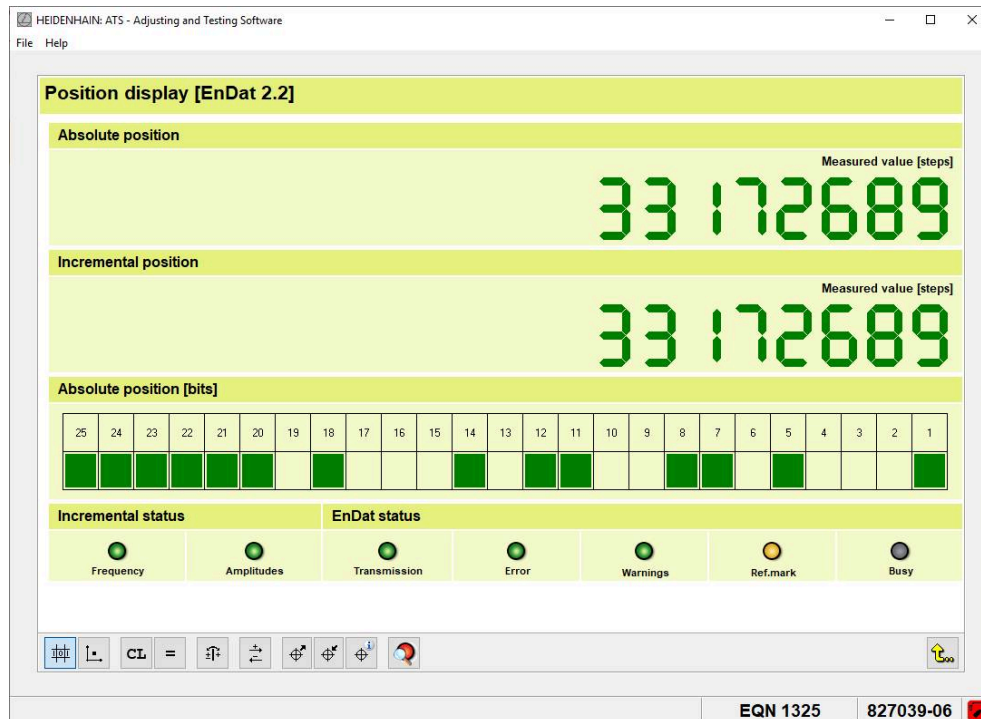 HEIDENHAIN: ATS - Adjusting and Testing Software
File Help
Position display [EnDat 2.2]
Absolute position
Measured value [steps]
33172689
Incremental position
Measured value [steps]
33172689
Absolute position [bits]
25 24 23 22 21 20 19 18 17 16 15 14 13 12 11 10 9 8 7 6 5 4 3 2 1
Incremental status EnDat status
Frequency Amplitudes Transmission Error Warnings Ref.mark Busy
CL =
EQN 1325 827039-06